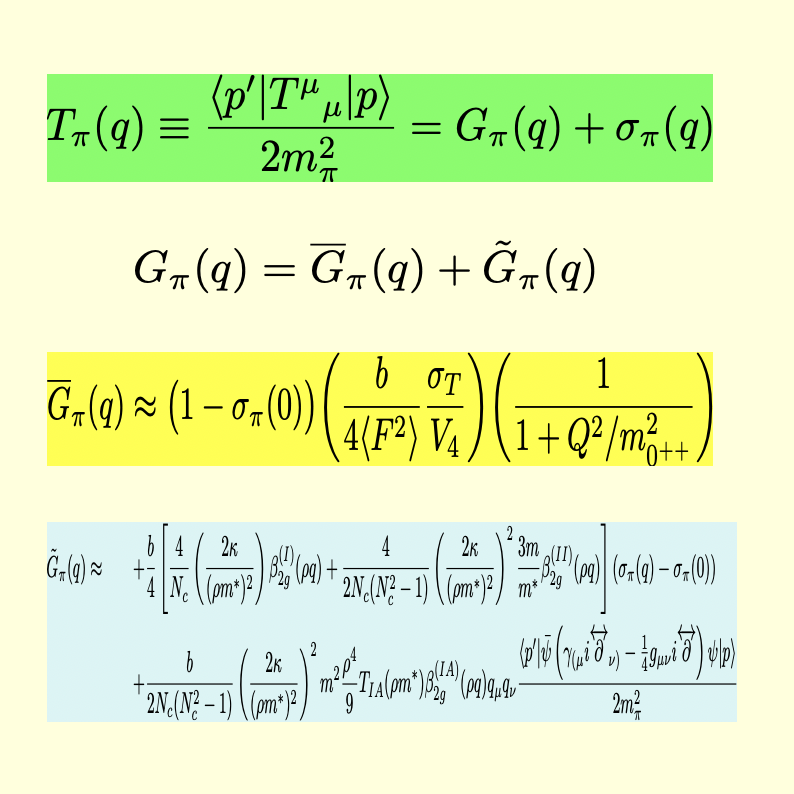 T_π(q) ≡ ⟨p′|T^μ_μ|p⟩ / 2m_π^2 = G_π(q) + σ_π(q)
G_π(q) = \overline{G}_π(q) + \tilde{G}_π(q)
\overline{G}_π(q) ≈ (1 − σ_π(0)) ( b / 4⟨F^2⟩ σ_T / V_4 ) ( 1 / 1 + Q^2/m_{0++}^2 )
\tilde{G}_π(q) ≈ + b/4 [ 4/N_c ( 2κ / (ρm*)^2 ) β_{2g}^{(I)}(ρq) + 4 / 2N_c(N_c^2 − 1) ( 2κ / (ρm*)^2 )^2 3m/m* β_{2g}^{(II)}(ρq) ] (σ_π(q) − σ_π(0))
+ b / 2N_c(N_c^2 − 1) ( 2κ / (ρm*)^2 )^2 m^2 ρ^4/9 T_{IA}(ρm*) β_{2g}^{(IA)}(ρq) q_μ q_ν ⟨p′|\bar{ψ} ( γ_{(μ} i \overleftrightarrow{∂}_{ν)} − 1/4 g_{μν} i \overleftrightarrow{∂} ) ψ|p⟩ / 2m_π^2